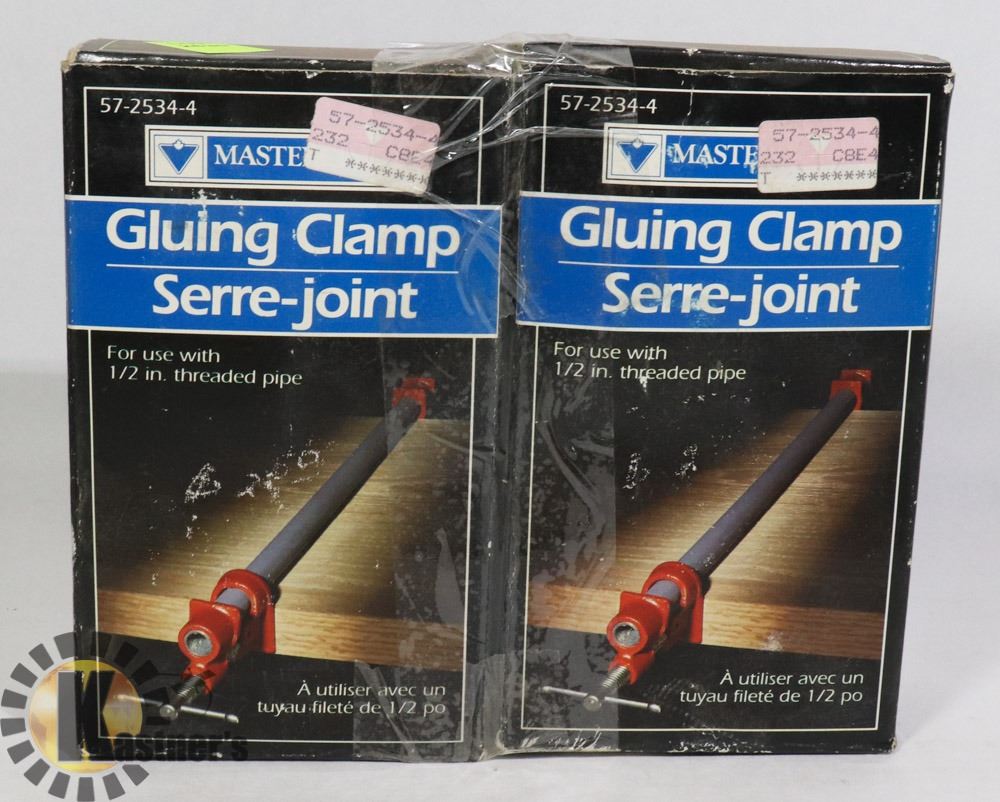 57-2534-4
57-2534-4
232 C8E4
T *******
MASTE
Gluing Clamp
Serre-joint
For use with
1/2 in. threaded pipe
À utiliser avec un
tuyau fileté de 1/2 po
57-2534-4
57-2534-4
232 C8E4
T *******
MASTE
Gluing Clamp
Serre-joint
For use with
1/2 in. threaded pipe
À utiliser avec un
tuyau fileté de 1/2 po
Kastner's